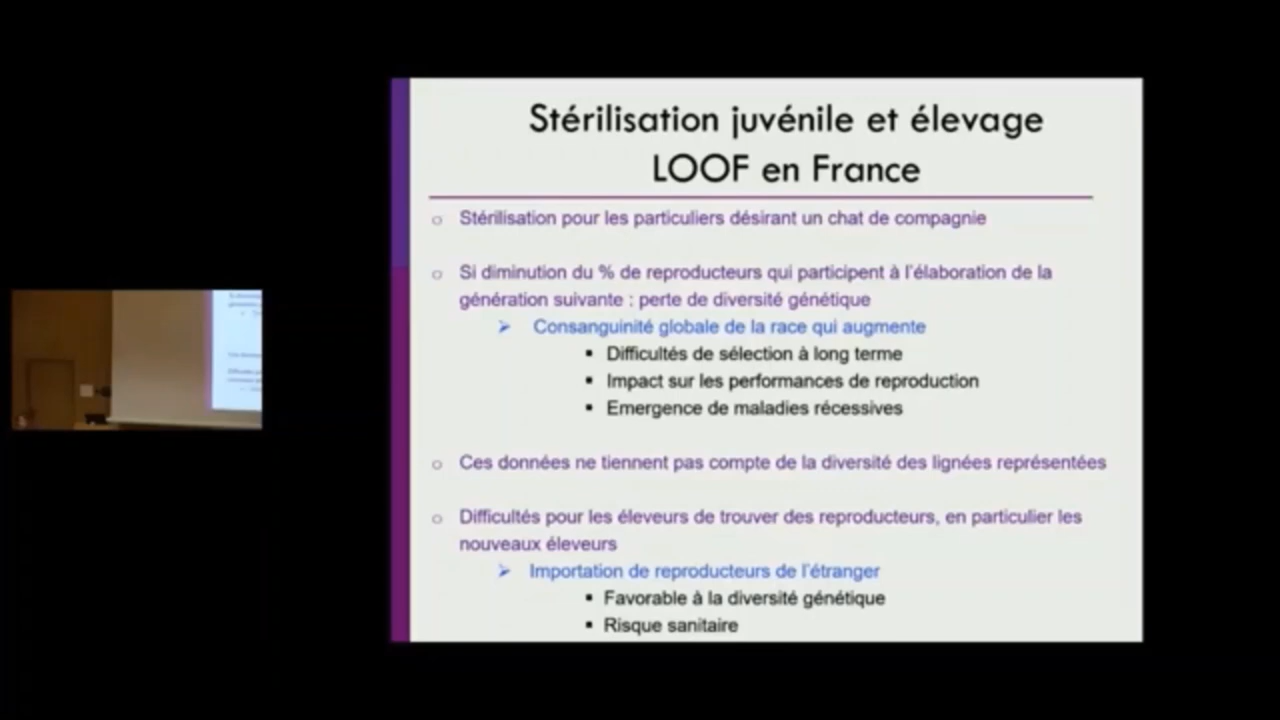 Stérilisation juvénile et élevage
LOOF en France
Stérilisation pour les particuliers désirant un chat de compagnie
Si diminution du % de reproducteurs qui participent à l'élaboration de la
génération suivante : perte de diversité génétique
Consanguinité globale de la race qui augmente
Difficultés de sélection à long terme
Impact sur les performances de reproduction
Emergence de maladies récessives
Ces données ne tiennent pas compte de la diversité des lignées représentées
Difficultés pour les éleveurs de trouver des reproducteurs, en particulier les
nouveaux éleveurs
Importation de reproducteurs de l'étranger
Favorable à la diversité génétique
Risque sanitaire